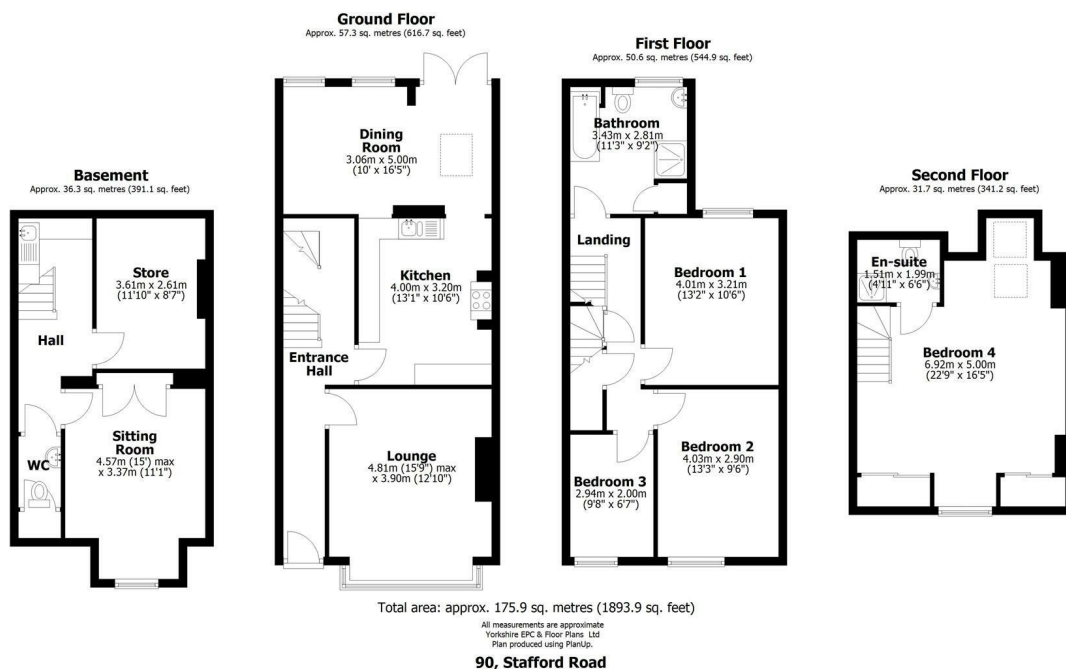 Ground Floor
Approx. 57.3 sq. metres (616.7 sq. feet)
First Floor
Approx. 50.6 sq. metres (544.9 sq. feet)
Bathroom
3.43m x 2.81m
(11'3" x 9'2")
Dining
Room
3.06m x 5.00m
(10' x 16'5")
Basement
Approx. 36.3 sq. metres (391.1 sq. feet)
Second Floor
Approx. 31.7 sq. metres (341.2 sq. feet)
Store
3.61m x 2.61m
(11'10" x 8'7")
Hall
Kitchen
4.00m x 3.20m
(13'1" x 10'6")
Entrance
Hall
Landing
Bedroom 1
4.01m x 3.21m
(13'2" x 10'6")
En-suite
1.51m x 1.99m
(4'11" x 6'6")
Bedroom 4
6.92m x 5.00m
(22'9" x 16'5")
Sitting
Room
4.57m (15') max
x 3.37m (11'1")
WC
Lounge
4.81m (15'9") max
x 3.90m (12'10")
Bedroom 2
4.03m x 2.90m
(13'3" x 9'6")
Bedroom 3
2.94m x 2.00m
(9'8" x 6'7")
Total area: approx. 175.9 sq. metres (1893.9 sq. feet)
All measurements are approximate
Yorkshire EPC & Floor Plans Ltd
Plan produced using PlanUp.
90, Stafford Road